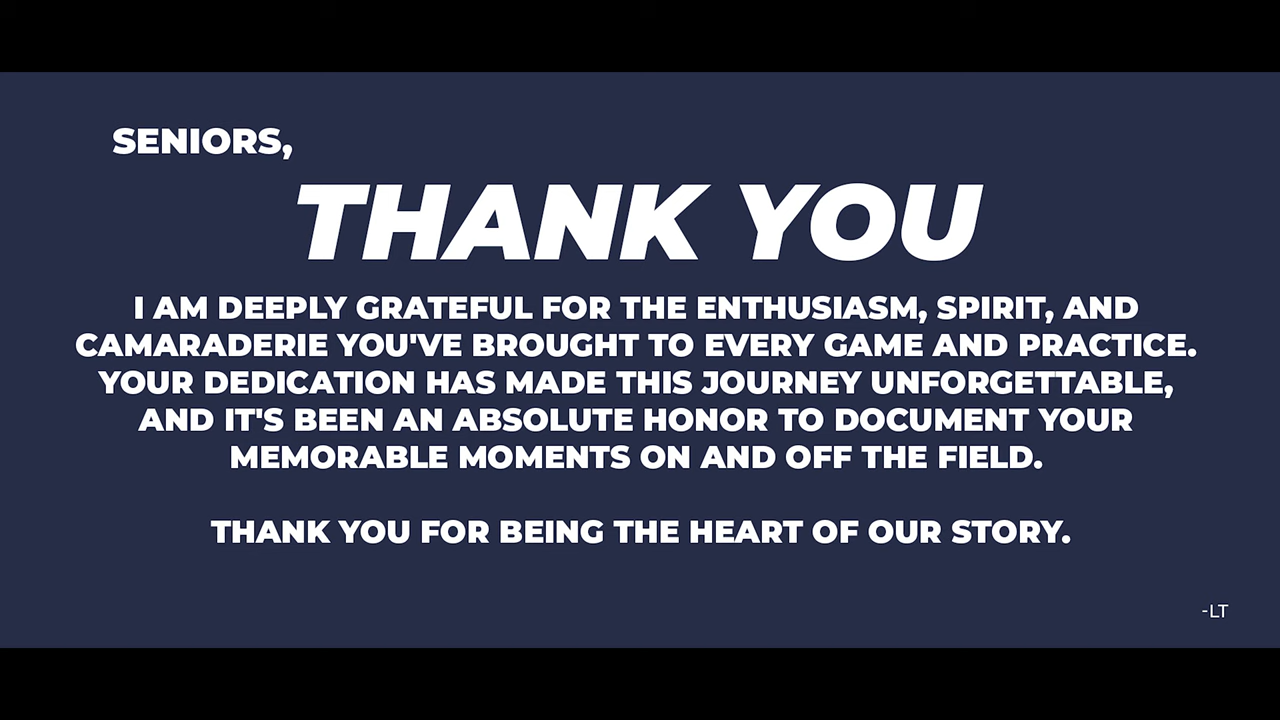 SENIORS,
THANK YOU
I AM DEEPLY GRATEFUL FOR THE ENTHUSIASM, SPIRIT, AND
CAMARADERIE YOU'VE BROUGHT TO EVERY GAME AND PRACTICE.
YOUR DEDICATION HAS MADE THIS JOURNEY UNFORGETTABLE,
AND IT'S BEEN AN ABSOLUTE HONOR TO DOCUMENT YOUR
MEMORABLE MOMENTS ON AND OFF THE FIELD.
THANK YOU FOR BEING THE HEART OF OUR STORY.
-LT